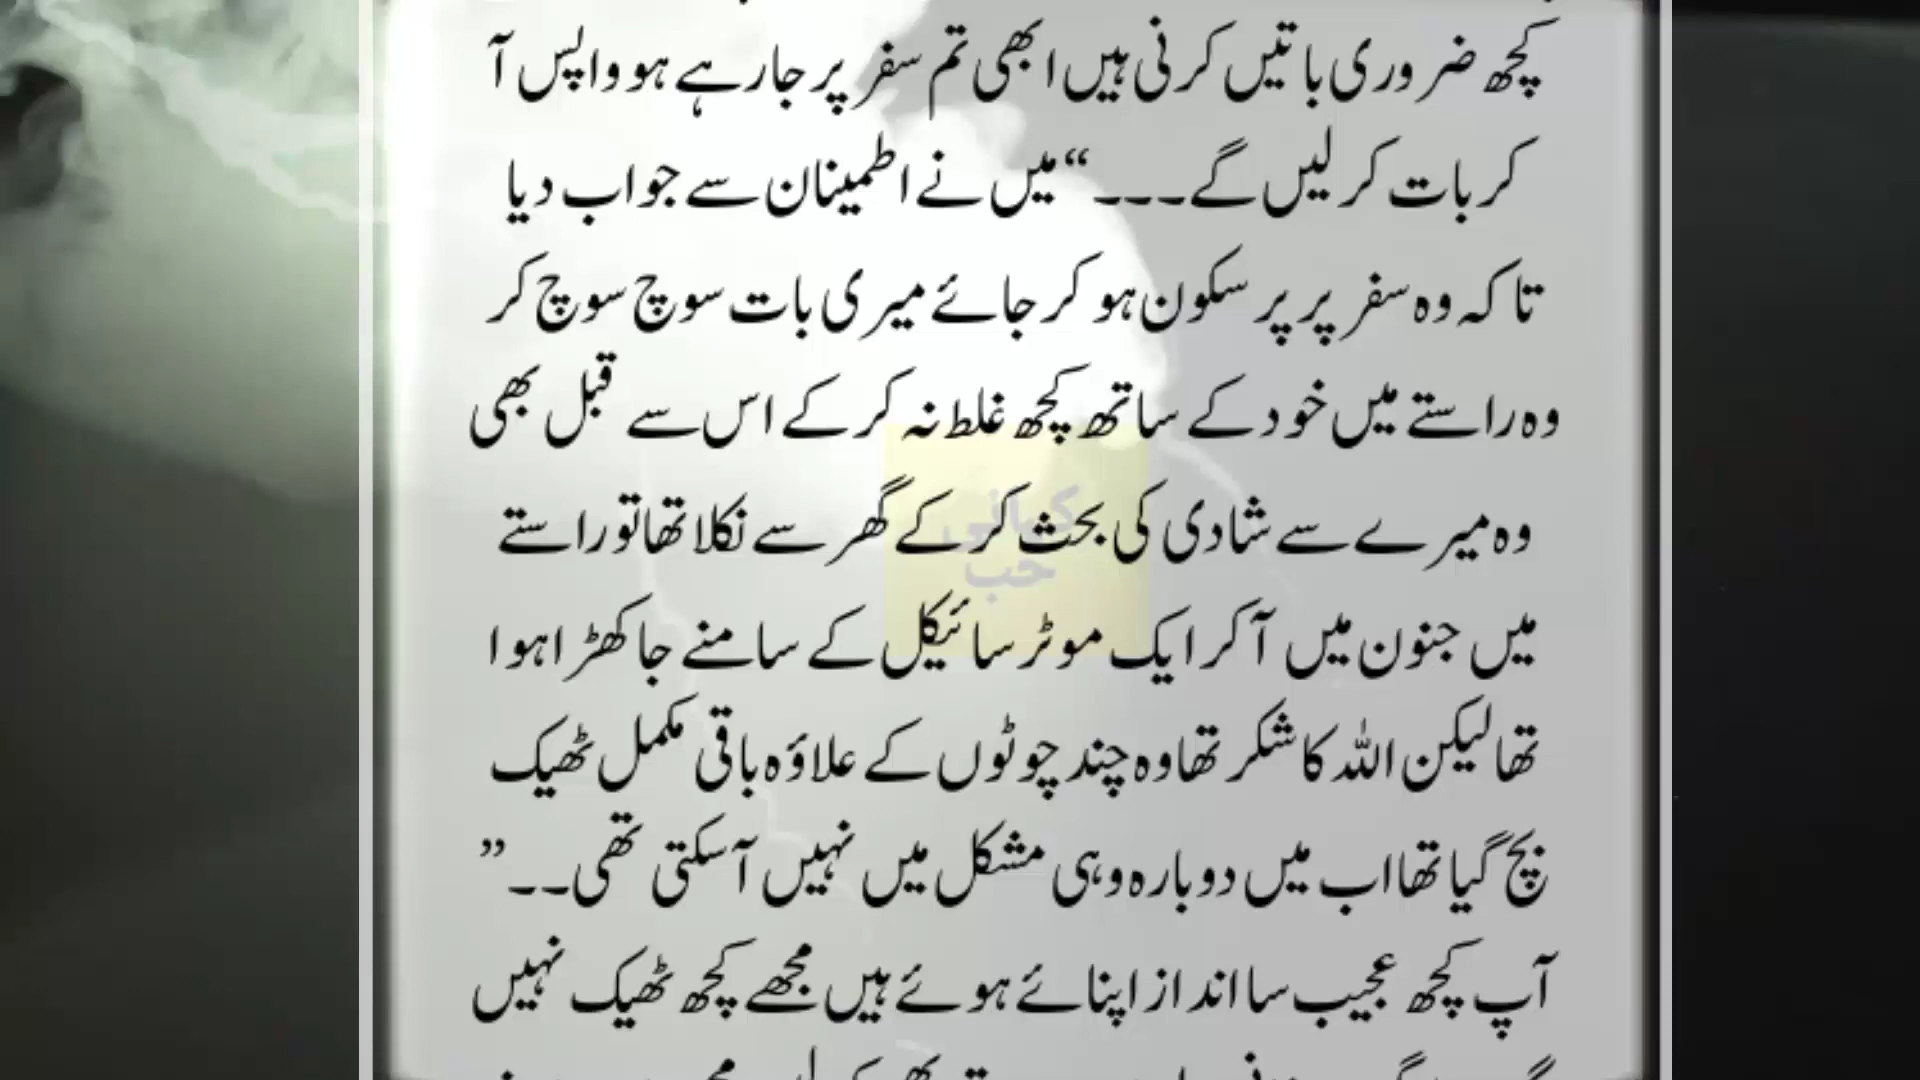 کچھ ضروری باتیں کرنی ہیں ابھی تم سفر پر جا رہے ہو واپس آ
کر بات کر لیں گے۔۔۔“ میں نے اطمینان سے جواب دیا
تاکہ وہ سفر پر پر سکون ہو کر جائے میری بات سوچ سوچ کر
وہ راستے میں خود کے ساتھ کچھ غلط نہ کر کے اس سے قبل بھی
وہ میرے سے شادی کی بحث کر کے گھر سے نکلا تھا تو راستے
میں جنون میں آ کر ایک موٹر سائیکل کے سامنے جا کھڑا ہوا
تھا لیکن اللہ کا شکر تھا وہ چند چوٹوں کے علاؤہ باقی مکمل ٹھیک
بچ گیا تھا اب میں دوبارہ وہی مشکل میں نہیں آ سکتی تھی۔۔”
آپ کچھ عجیب سا انداز اپنائے ہوئے ہیں مجھے کچھ ٹھیک نہیں
کہانی
حب